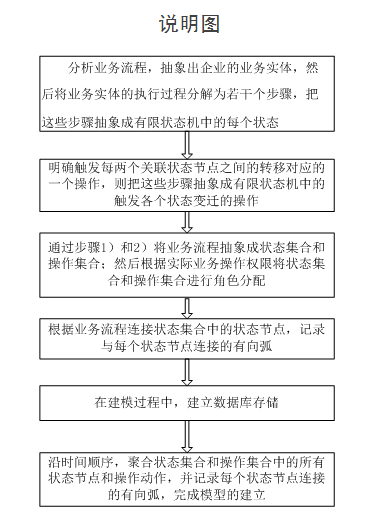 说明图
分析业务流程，抽象出企业的业务实体，然
后将业务实体的执行过程分解为若干个步骤，把
这些步骤抽象成有限状态机中的每个状态
明确触发每两个关联状态节点之间的转移对应的
一个操作，则把这些步骤抽象成有限状态机中的
触发各个状态变迁的操作
通过步骤1）和2）将业务流程抽象成状态集合和
操作集合；然后根据实际业务操作权限将状态集
合和操作集合进行角色分配
根据业务流程连接状态集合中的状态节点，记录
与每个状态节点连接的有向弧
在建模过程中，建立数据库存储
沿时间顺序，聚合状态集合和操作集合中的所有
状态节点和操作动作，并记录每个状态节点连接
的有向弧，完成模型的建立